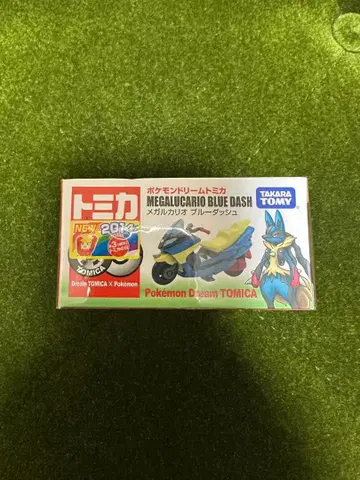 トミカ
NEW
2014
TOMICA
Dream TOMICA X Pokémon
ポケモンドリームトミカ
MEGALUCARIO BLUE DASH
メガルカリオ ブルーダッシュ
Pokémon Dream TOMICA
TAKARA
TOMY